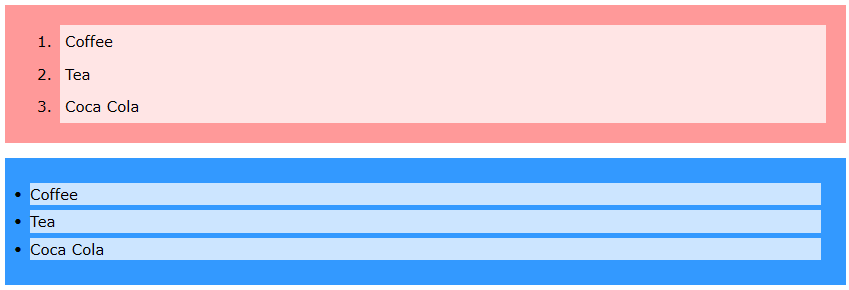 1. Coffee
2. Tea
3. Coca Cola
• Coffee
• Tea
• Coca Cola